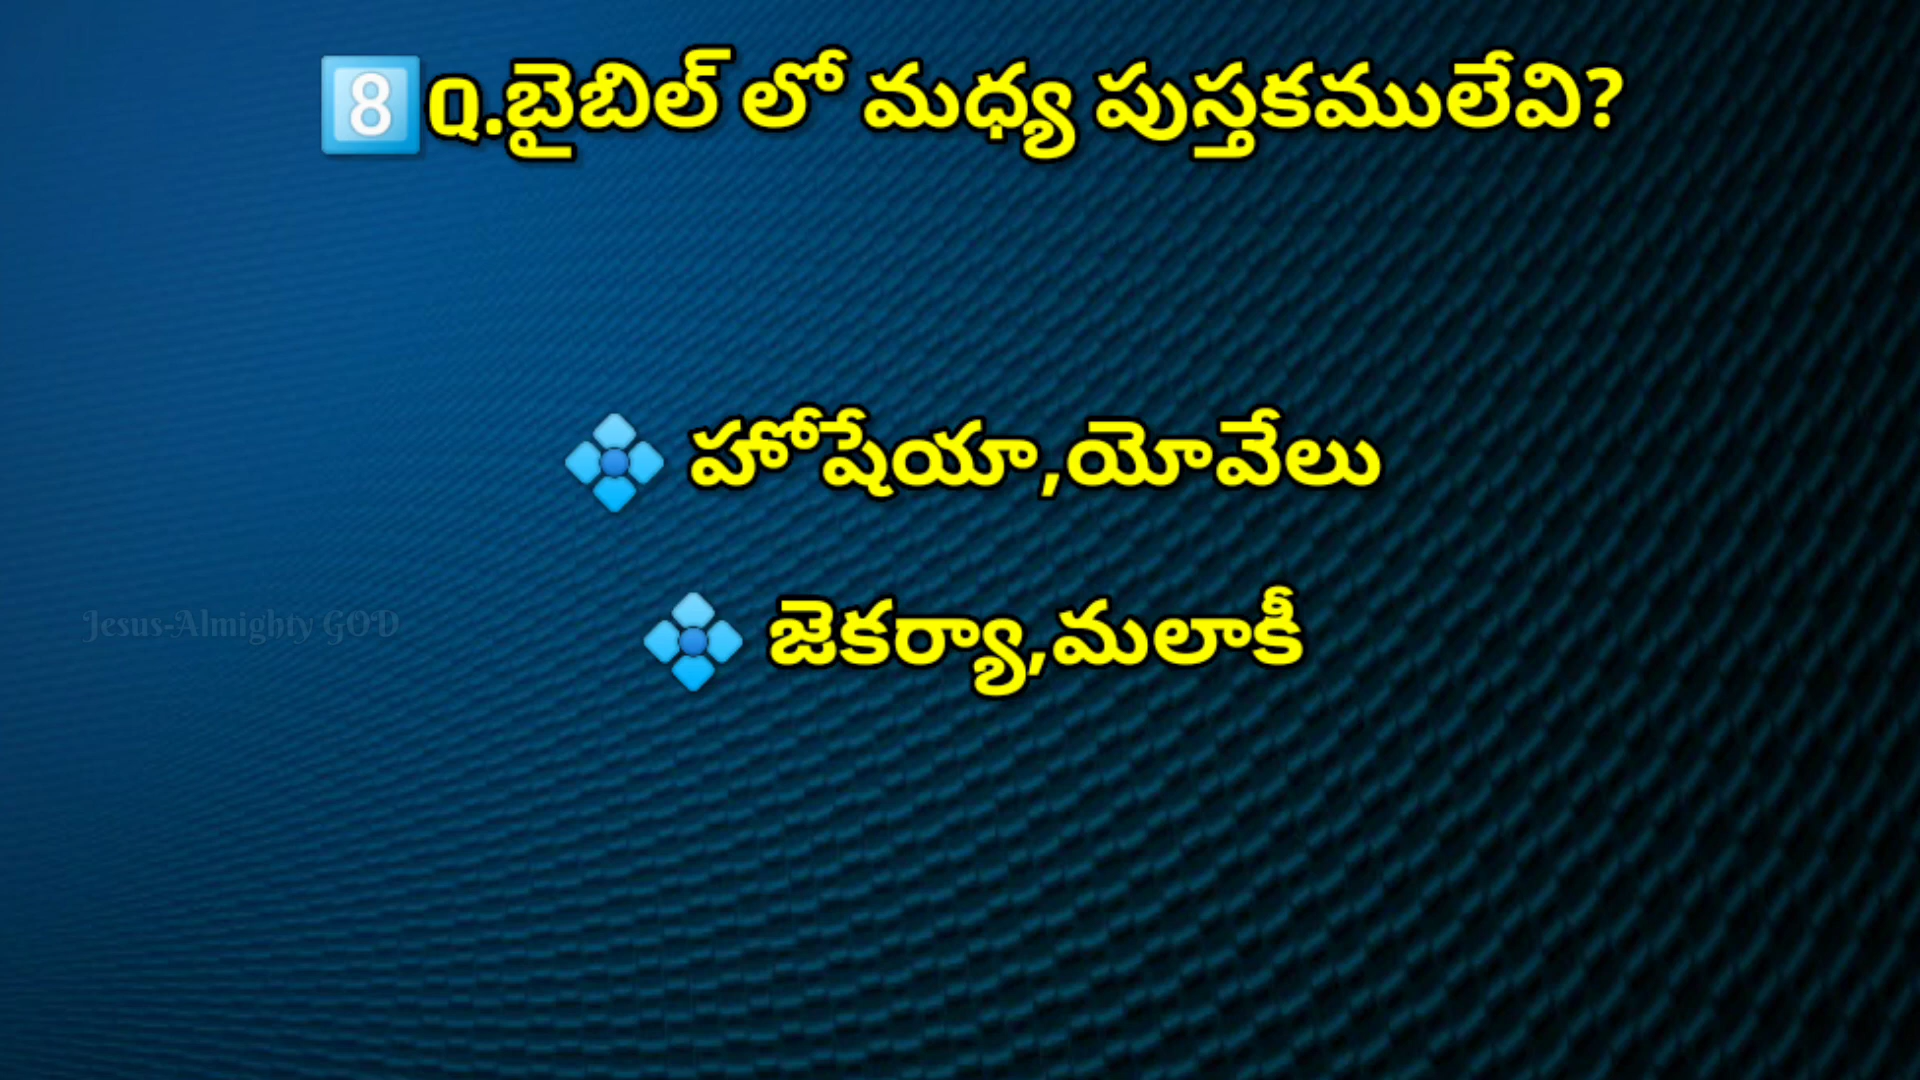 8️⃣Q.బైబిల్ లో మధ్య పుస్తకములేవి?
💠 హోషేయా,యోవేలు
Jesus-Almighty GOD
💠 జెకర్యా,మలాకీ